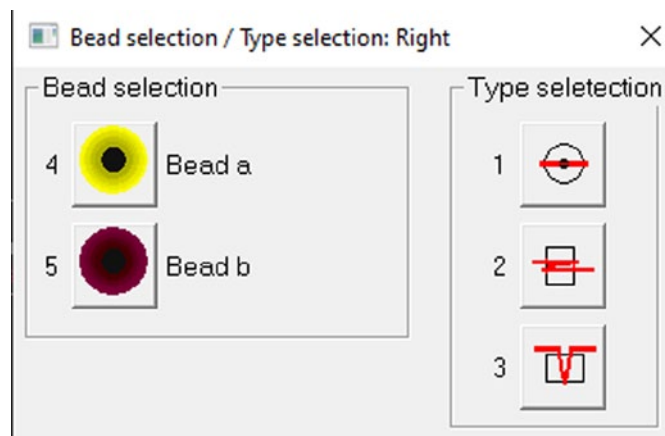 Bead selection / Type selection: Right
Bead selection
4 Bead a
5 Bead b
Type seletection
1
2
3